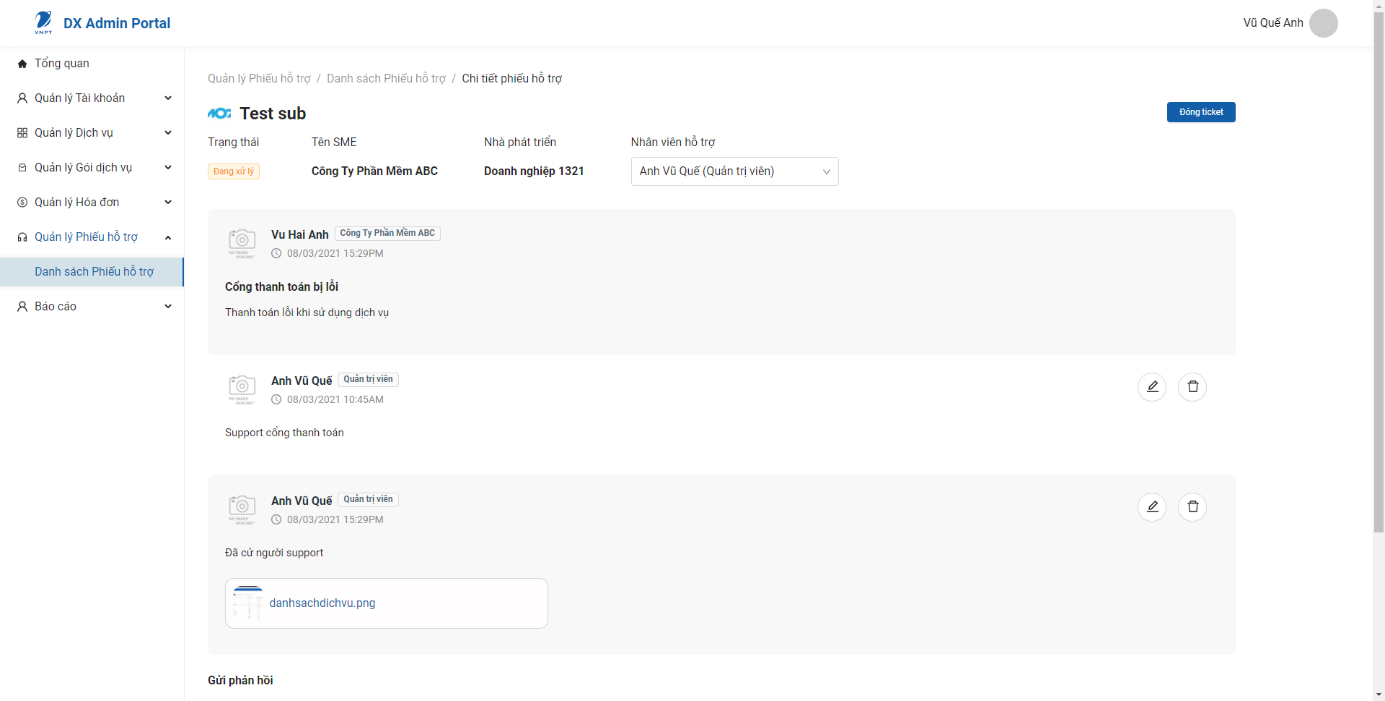 VNPT
DX Admin Portal
Vũ Quế Anh
Tổng quan
Quản lý Tài khoản
Quản lý Dịch vụ
Quản lý Gói dịch vụ
Quản lý Hóa đơn
Quản lý Phiếu hỗ trợ
Danh sách Phiếu hỗ trợ
Báo cáo
Quản lý Phiếu hỗ trợ / Danh sách Phiếu hỗ trợ / Chi tiết phiếu hỗ trợ
Test sub
Đóng ticket
Trạng thái Tên SME Nhà phát triển Nhân viên hỗ trợ
Đang xử lý Công Ty Phần Mềm ABC Doanh nghiệp 1321 Anh Vũ Quế (Quản trị viên)
Vu Hai Anh Công Ty Phần Mềm ABC
08/03/2021 15:29PM
Cổng thanh toán bị lỗi
Thanh toán lỗi khi sử dụng dịch vụ
Anh Vũ Quế Quản trị viên
08/03/2021 10:45AM
Support cổng thanh toán
Anh Vũ Quế Quản trị viên
08/03/2021 15:29PM
Đã cử người support
danhsachdichvu.png
Gửi phản hồi